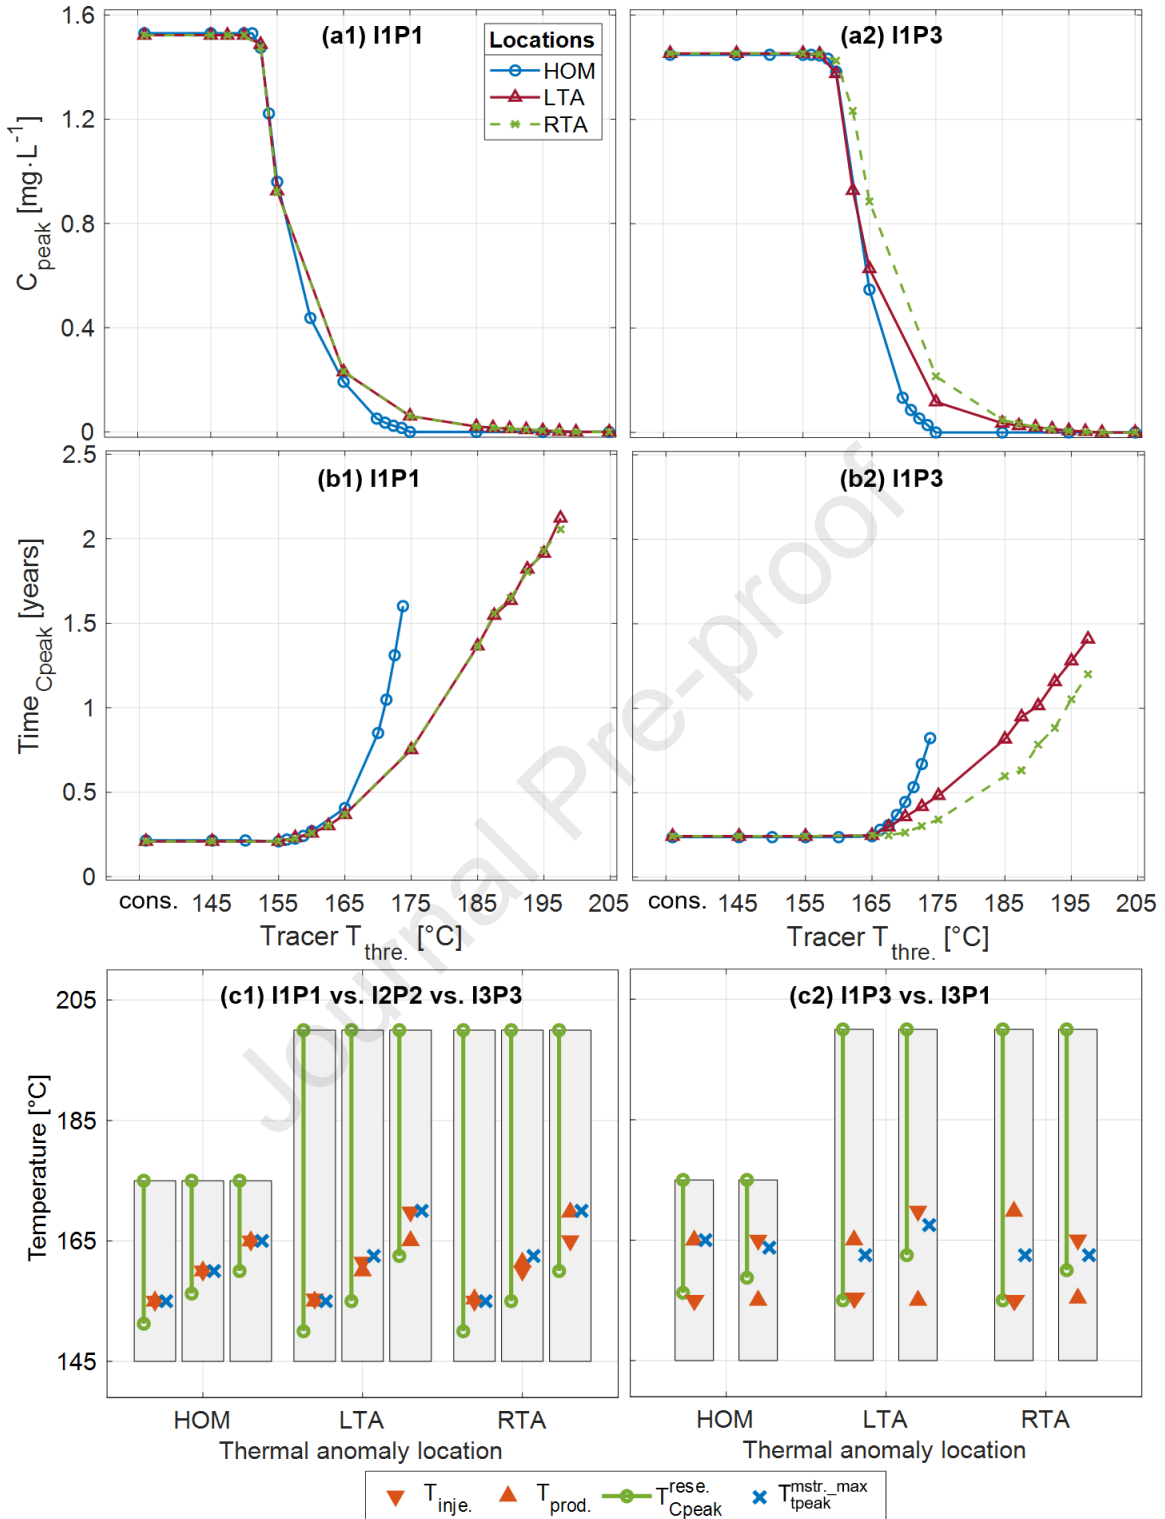 (a1) I1P1
(a2) I1P3
Locations
HOM
LTA
RTA
1.6
1.2
0.8
0.4
0
C_peak [mg·L⁻¹]
(b1) I1P1
(b2) I1P3
2.5
2
1.5
1
0.5
0
Time_Cpeak [years]
cons. 145 155 165 175 185 195 205
cons. 145 155 165 175 185 195 205
Tracer T_thre. [°C]
Tracer T_thre. [°C]
(c1) I1P1 vs. I2P2 vs. I3P3
(c2) I1P3 vs. I3P1
205
185
165
145
Temperature [°C]
HOM LTA RTA
HOM LTA RTA
Thermal anomaly location
Thermal anomaly location
T_inje. T_prod. T_Cpeak^rese. T_tpeak^mstr._max
Journal Pre-proof